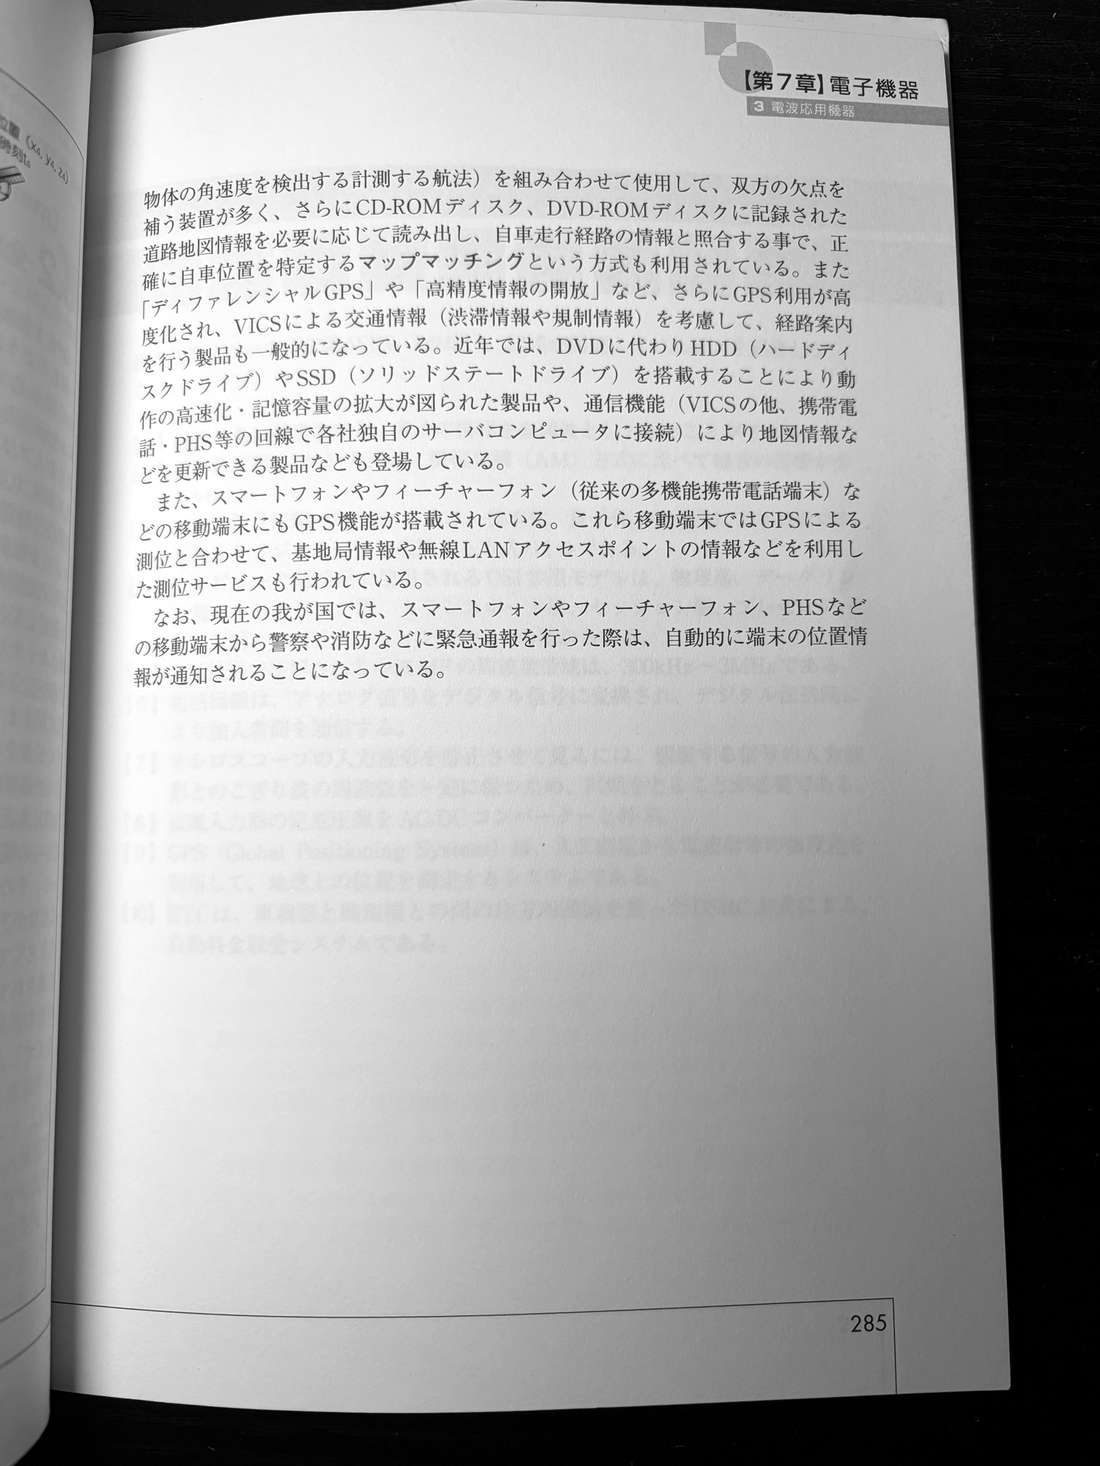 【第7章】電子機器
3 電波応用機器
物体の角速度を検出する計測する航法）を組み合わせて使用して、双方の欠点を
補う装置が多く、さらにCD-ROMディスク、DVD-ROMディスクに記録された
道路地図情報を必要に応じて読み出し、自車走行経路の情報と照合する事で、正
確に自車位置を特定するマップマッチングという方式も利用されている。また
「ディファレンシャルGPS」や「高精度情報の開放」など、さらにGPS利用が高
度化され、VICSによる交通情報（渋滞情報や規制情報）を考慮して、経路案内
を行う製品も一般的になっている。近年では、DVDに代わりHDD（ハードディ
スクドライブ）やSSD（ソリッドステートドライブ）を搭載することにより動
作の高速化・記憶容量の拡大が図られた製品や、通信機能（VICSの他、携帯電
話・PHS等の回線で各社独自のサーバコンピュータに接続）により地図情報な
どを更新できる製品なども登場している。
また、スマートフォンやフィーチャーフォン（従来の多機能携帯電話端末）な
どの移動端末にもGPS機能が搭載されている。これら移動端末ではGPSによる
測位と合わせて、基地局情報や無線LANアクセスポイントの情報などを利用し
た測位サービスも行われている。
なお、現在の我が国では、スマートフォンやフィーチャーフォン、PHSなど
の移動端末から警察や消防などに緊急通報を行った際は、自動的に端末の位置情
報が通知されることになっている。
285